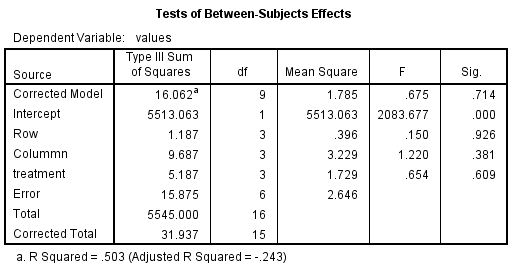 Tests of Between-Subjects Effects
Dependent Variable: values
Source Type III Sum of Squares df Mean Square F Sig.
Corrected Model 16.062a 9 1.785 .675 .714
Intercept 5513.063 1 5513.063 2083.677 .000
Row 1.187 3 .396 .150 .926
Colummn 9.687 3 3.229 1.220 .381
treatment 5.187 3 1.729 .654 .609
Error 15.875 6 2.646
Total 5545.000 16
Corrected Total 31.937 15
a. R Squared = .503 (Adjusted R Squared = -.243)